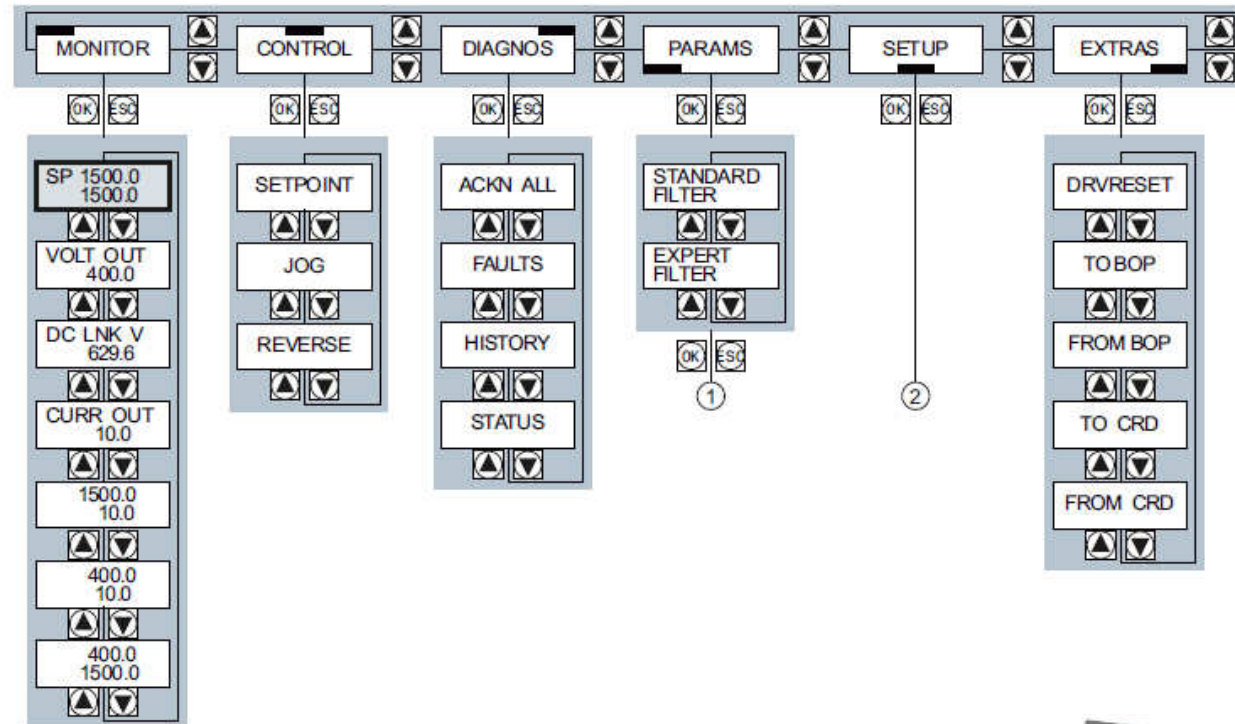 MONITOR
CONTROL
DIAGNOS
PARAMS
SETUP
EXTRAS
OK ESC
OK ESC
OK ESC
OK ESC
OK ESC
OK ESC
SP 1500.0
1500.0
VOLT OUT
400.0
DC LNK V
629.6
CURR OUT
10.0
1500.0
10.0
400.0
10.0
400.0
1500.0
SETPOINT
JOG
REVERSE
ACKN ALL
FAULTS
HISTORY
STATUS
STANDARD
FILTER
EXPERT
FILTER
OK ESC
1
2
DRVRESET
TO BOP
FROM BOP
TO CRD
FROM CRD